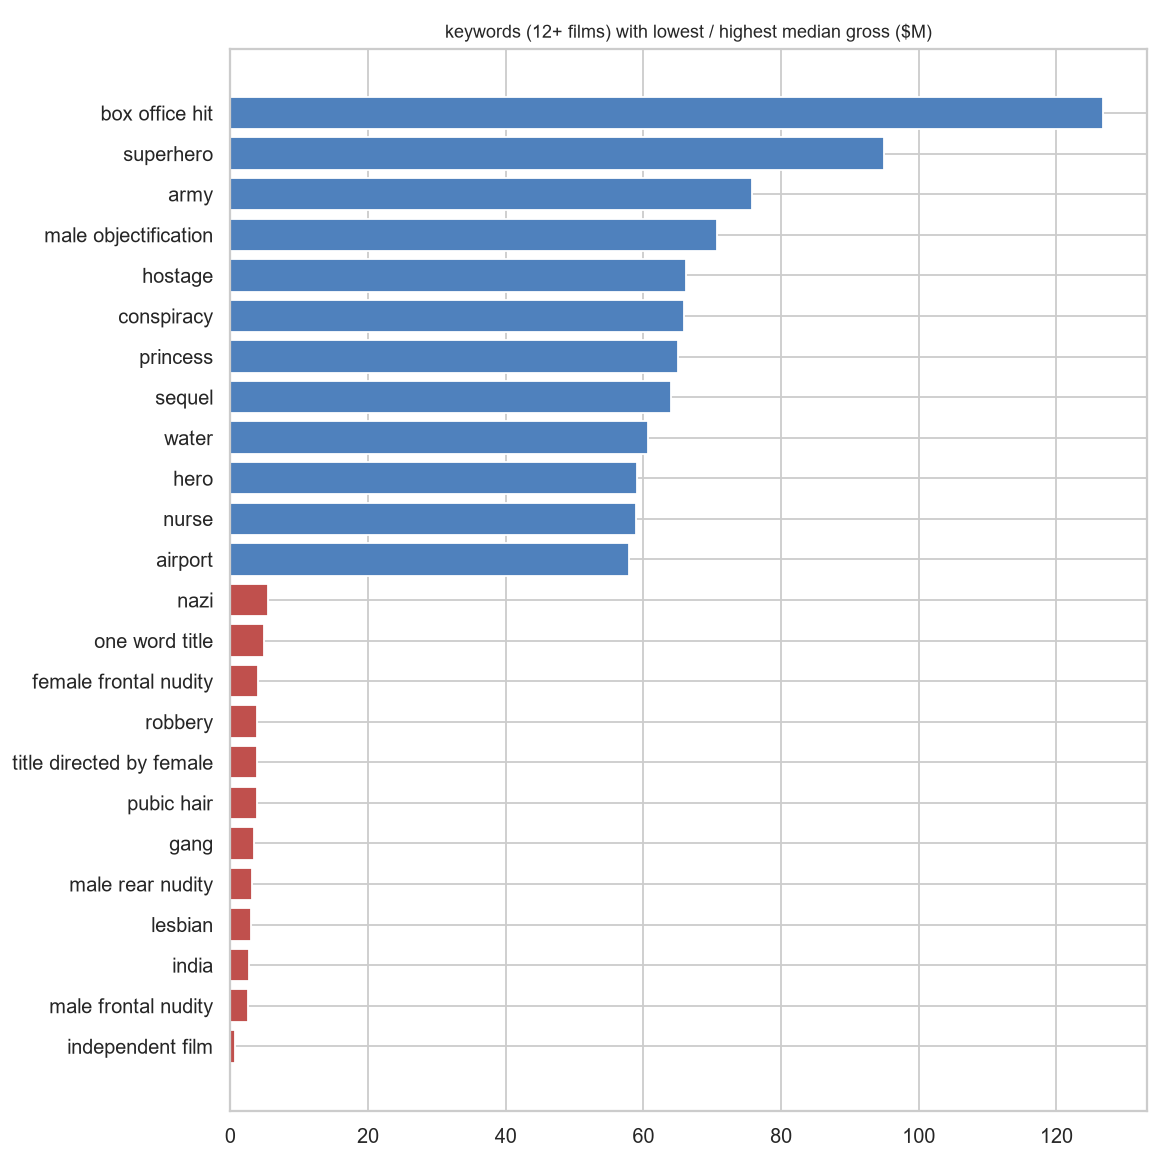 keywords (12+ films) with lowest / highest median gross ($M)
box office hit
superhero
army
male objectification
hostage
conspiracy
princess
sequel
water
hero
nurse
airport
nazi
one word title
female frontal nudity
robbery
title directed by female
pubic hair
gang
male rear nudity
lesbian
india
male frontal nudity
independent film
0 20 40 60 80 100 120